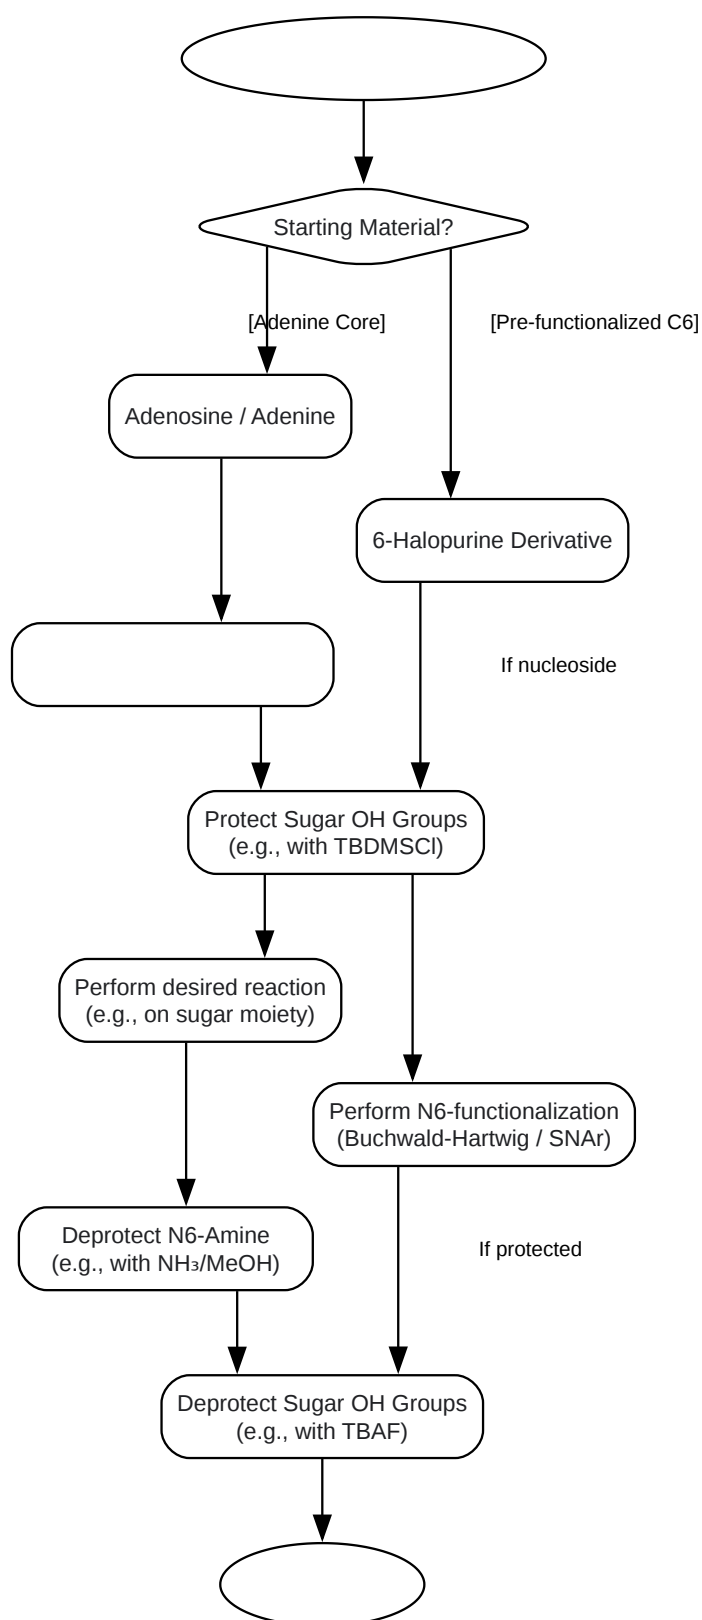 Starting Material?
[Adenine Core]
[Pre-functionalized C6]
Adenosine / Adenine
6-Halopurine Derivative
If nucleoside
Protect Sugar OH Groups
(e.g., with TBDMSCl)
Perform desired reaction
(e.g., on sugar moiety)
Perform N6-functionalization
(Buchwald-Hartwig / SNAr)
Deprotect N6-Amine
(e.g., with NH₃/MeOH)
If protected
Deprotect Sugar OH Groups
(e.g., with TBAF)